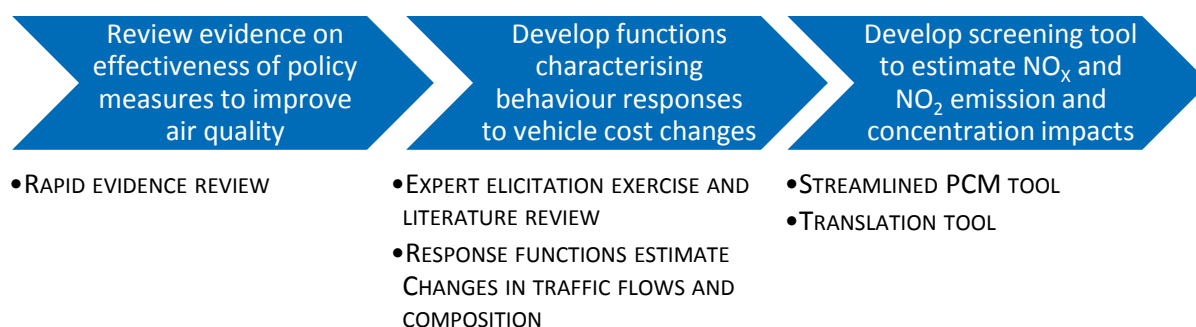 Review evidence on
effectiveness of policy
measures to improve
air quality
•RAPID EVIDENCE REVIEW
Develop functions
characterising
behaviour responses
to vehicle cost changes
•EXPERT ELICITATION EXERCISE AND
LITERATURE REVIEW
•RESPONSE FUNCTIONS ESTIMATE
CHANGES IN TRAFFIC FLOWS AND
COMPOSITION
Develop screening tool
to estimate NOX and
NO2 emission and
concentration impacts
•STREAMLINED PCM TOOL
•TRANSLATION TOOL